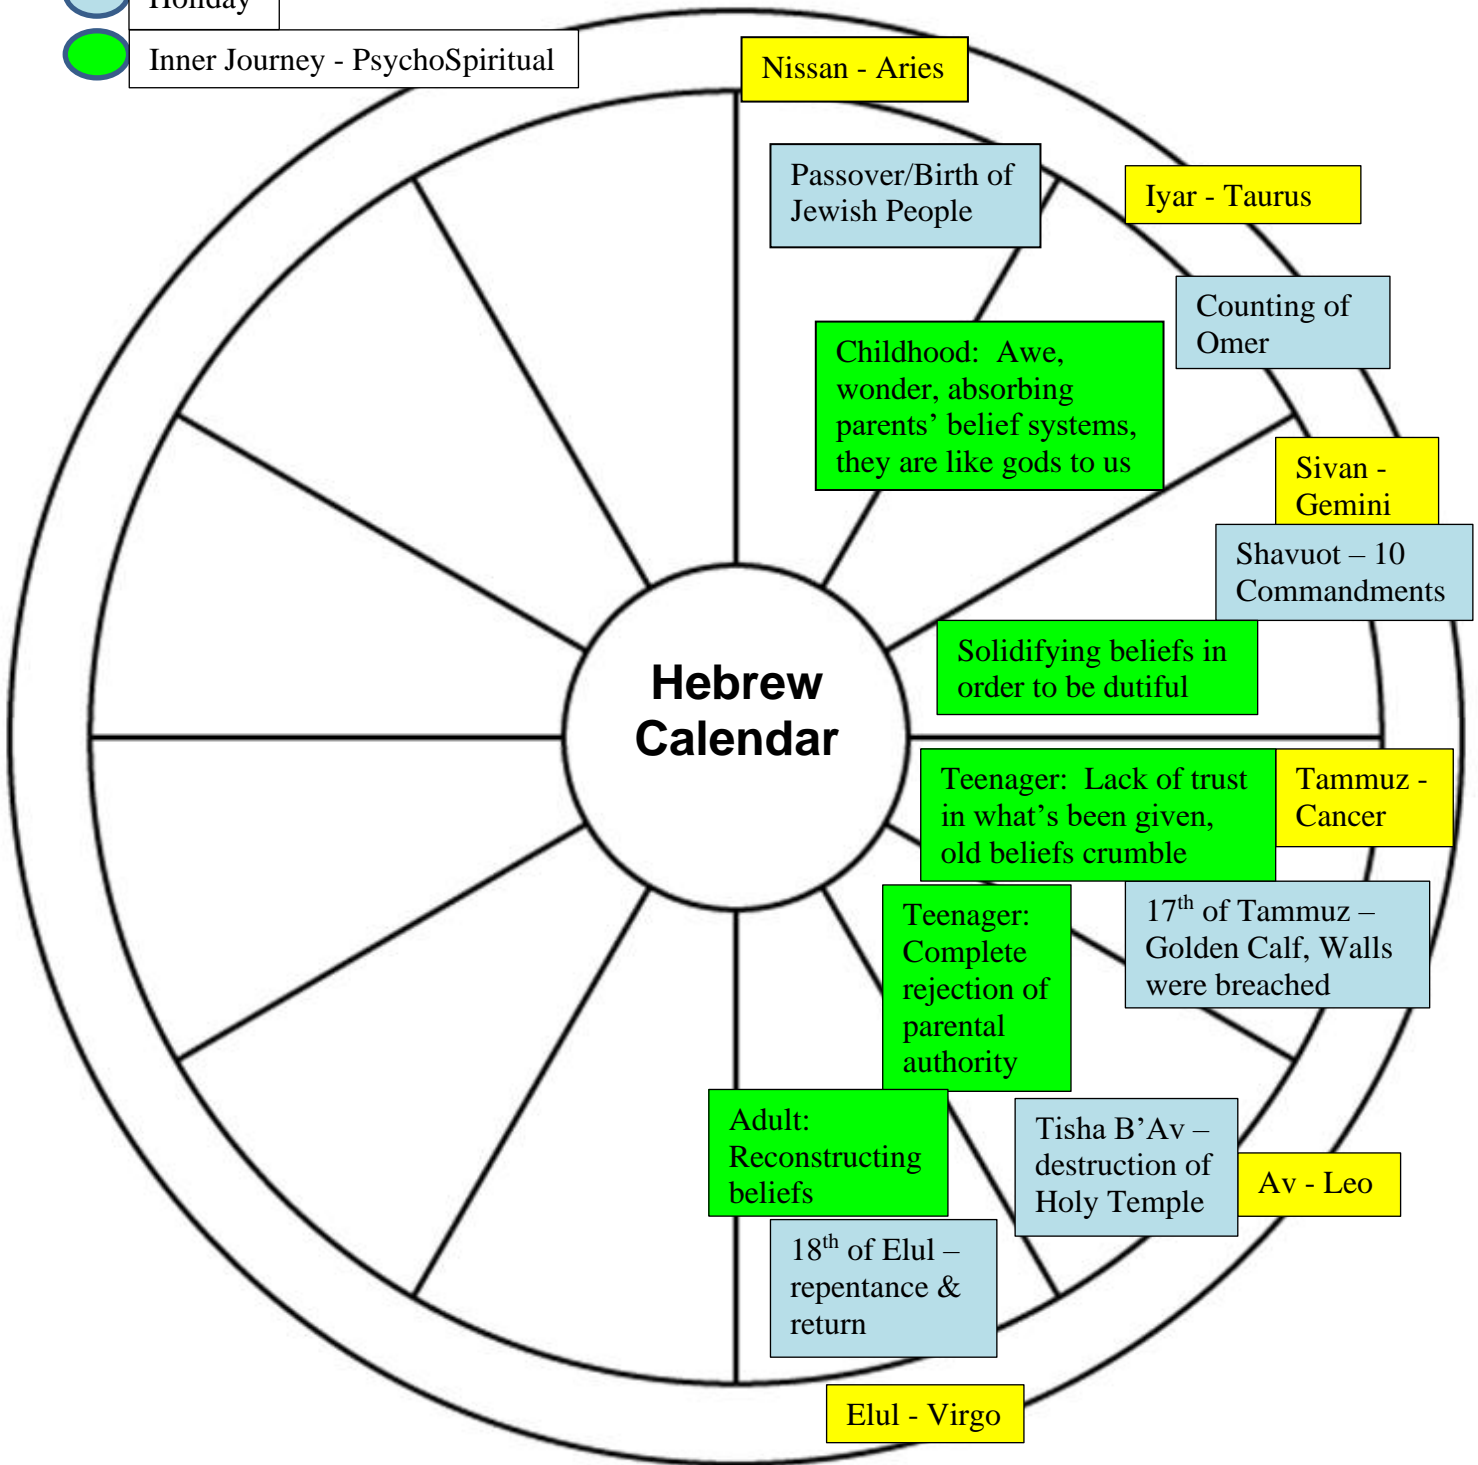 Holiday
Inner Journey - PsychoSpiritual
Nissan - Aries
Passover/Birth of
Jewish People
Iyar - Taurus
Counting of
Omer
Childhood:  Awe,
wonder, absorbing
parents’ belief systems,
they are like gods to us
Sivan -
Gemini
Shavuot – 10
Commandments
Solidifying beliefs in
order to be dutiful
Hebrew
Calendar
Teenager:  Lack of trust
in what’s been given,
old beliefs crumble
Tammuz -
Cancer
17th of Tammuz –
Golden Calf, Walls
were breached
Teenager:
Complete
rejection of
parental
authority
Adult:
Reconstructing
beliefs
Tisha B’Av –
destruction of
Holy Temple
Av - Leo
18th of Elul –
repentance &
return
Elul - Virgo